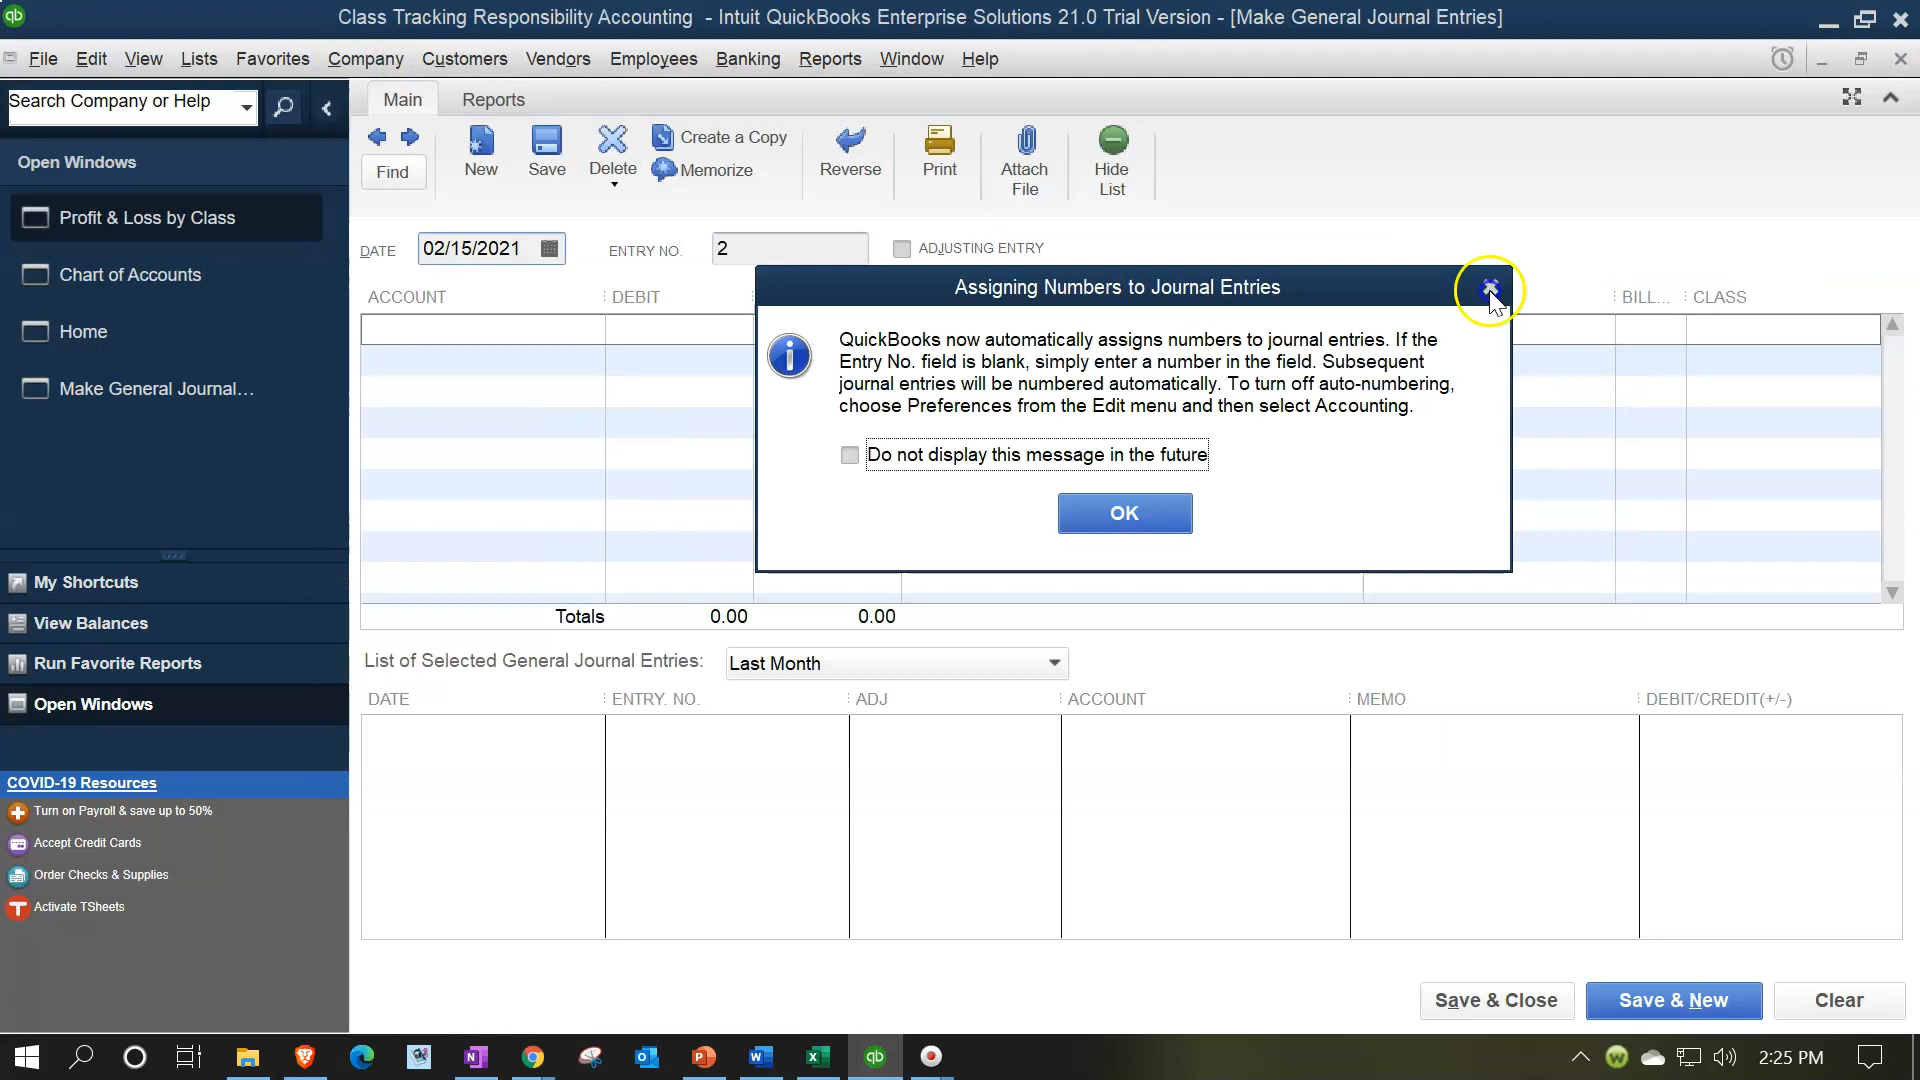 qb Class Tracking Responsibility Accounting - Intuit QuickBooks Enterprise Solutions 21.0 Trial Version - [Make General Journal Entries]
File Edit View Lists Favorites Company Customers Vendors Employees Banking Reports Window Help
Search Company or Help
Main Reports
Find
New
Save
Delete
Create a Copy
Memorize
Reverse
Print
Attach
File
Hide
List
Open Windows
Profit & Loss by Class
Chart of Accounts
Home
Make General Journal...
My Shortcuts
View Balances
Run Favorite Reports
Open Windows
COVID-19 Resources
Turn on Payroll & save up to 50%
Accept Credit Cards
Order Checks & Supplies
Activate TSheets
DATE 02/15/2021 ENTRY NO. 2 ADJUSTING ENTRY
ACCOUNT DEBIT BILL... CLASS
Assigning Numbers to Journal Entries
QuickBooks now automatically assigns numbers to journal entries. If the
Entry No. field is blank, simply enter a number in the field. Subsequent
journal entries will be numbered automatically. To turn off auto-numbering,
choose Preferences from the Edit menu and then select Accounting.
Do not display this message in the future
OK
Totals 0.00 0.00
List of Selected General Journal Entries: Last Month
DATE ENTRY. NO. ADJ ACCOUNT MEMO DEBIT/CREDIT(+/-)
Save & Close Save & New Clear
2:25 PM